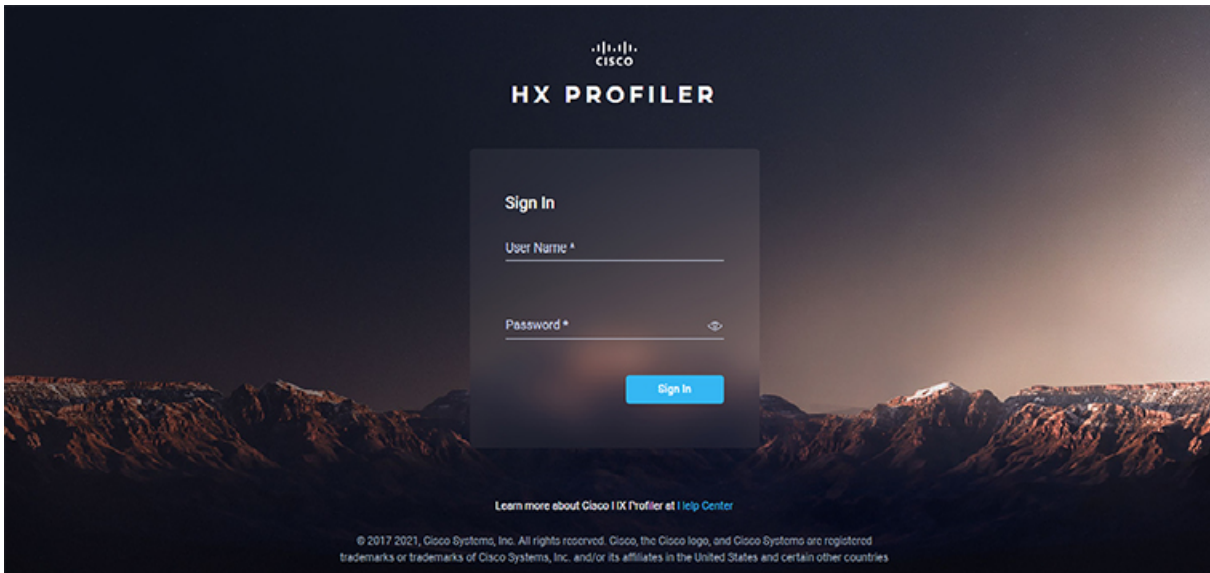 CISCO
HX PROFILER
Sign In
User Name *
Password *
Sign In
Learn more about Cisco HX Profiler at Help Center
© 2017 2021, Cisco Systems, Inc. All rights reserved. Cisco, the Cisco logo, and Cisco Systems are registered
trademarks or trademarks of Cisco Systems, Inc. and/or its affiliates in the United States and certain other countries